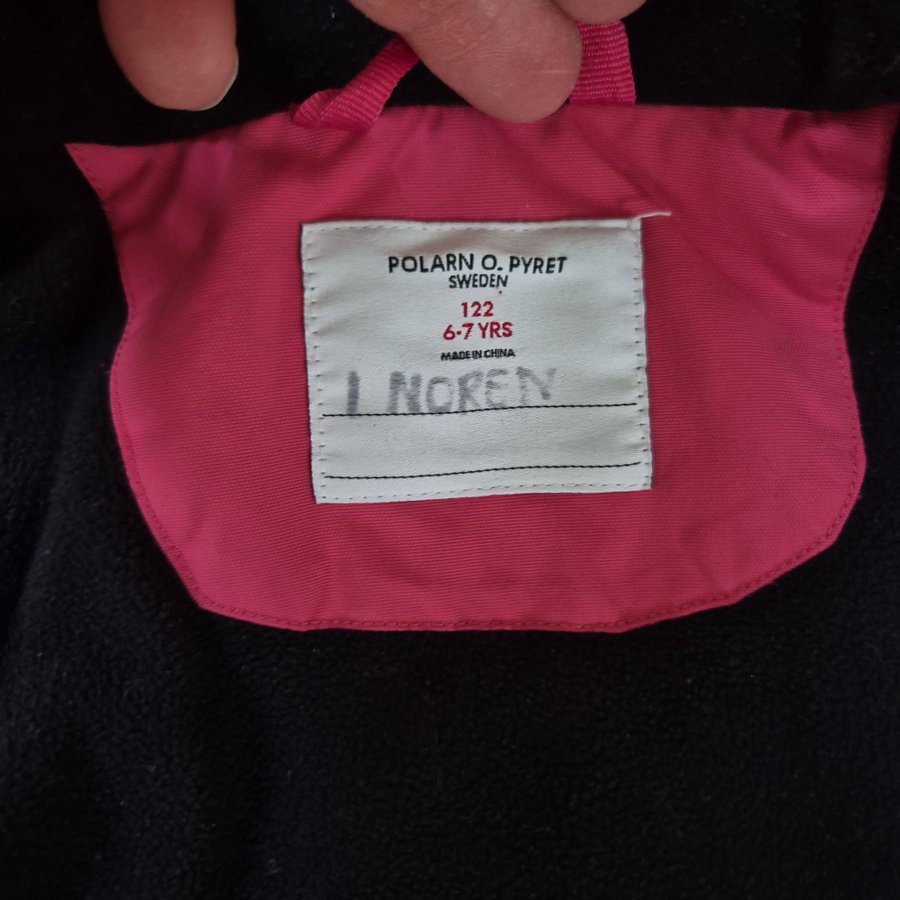 POLARN O. PYRET
SWEDEN
122
6-7 YRS
MADE IN CHINA
I NOREN